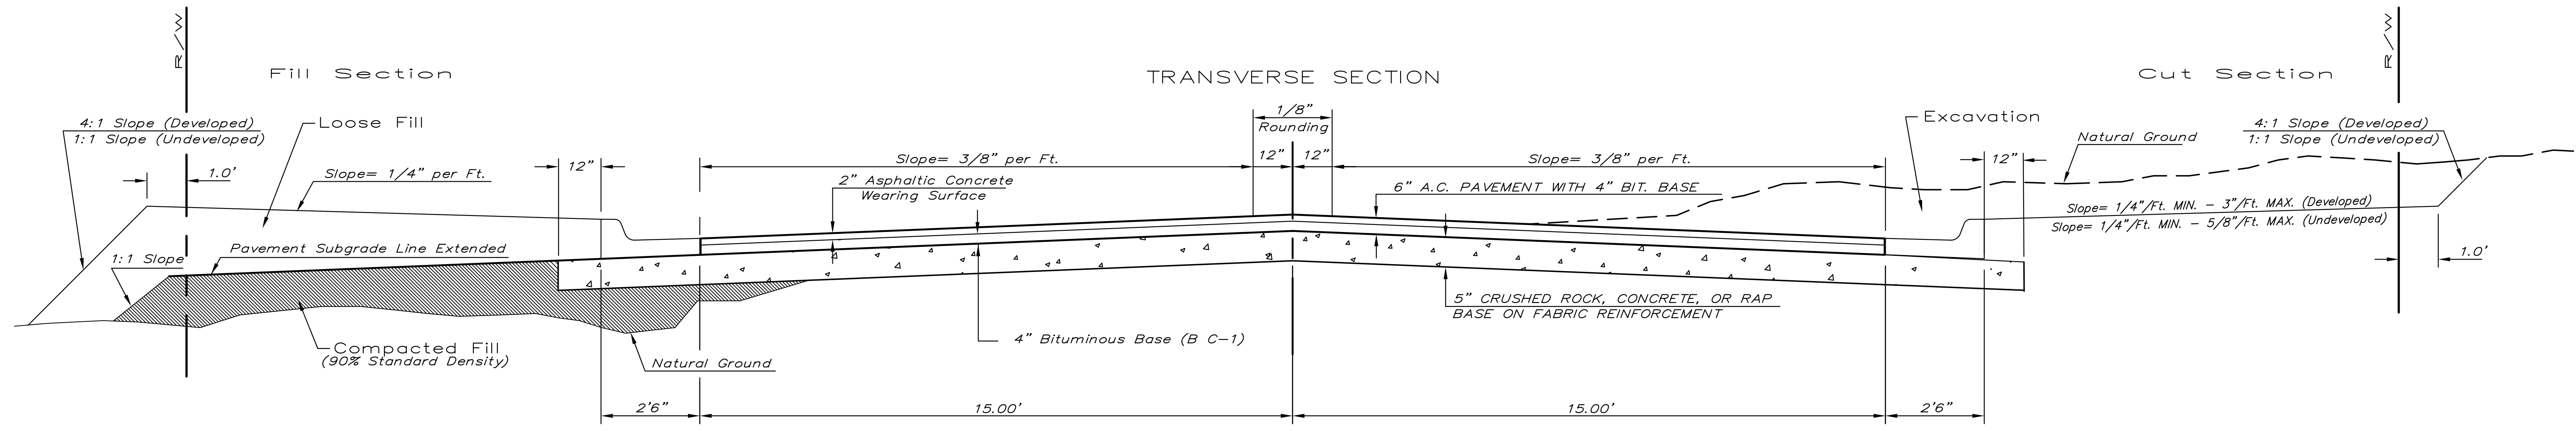 R/W
Fill Section
TRANSVERSE SECTION
Cut Section
R/W
4:1 Slope (Developed)
1:1 Slope (Undeveloped)
Loose Fill
1/8"
Rounding
Excavation
Natural Ground
4:1 Slope (Developed)
1:1 Slope (Undeveloped)
1.0'
Slope= 1/4" per Ft.
12"
Slope= 3/8" per Ft.
12"
12"
Slope= 3/8" per Ft.
12"
2" Asphaltic Concrete
Wearing Surface
6" A.C. PAVEMENT WITH 4" BIT. BASE
Slope= 1/4"/Ft. MIN. - 3"/Ft. MAX. (Developed)
Slope= 1/4"/Ft. MIN. - 5/8"/Ft. MAX. (Undeveloped)
Pavement Subgrade Line Extended
1:1 Slope
1.0'
5" CRUSHED ROCK, CONCRETE, OR RAP
BASE ON FABRIC REINFORCEMENT
4" Bituminous Base (B C-1)
Compacted Fill
(90% Standard Density)
Natural Ground
2'6"
15.00'
15.00'
2'6"